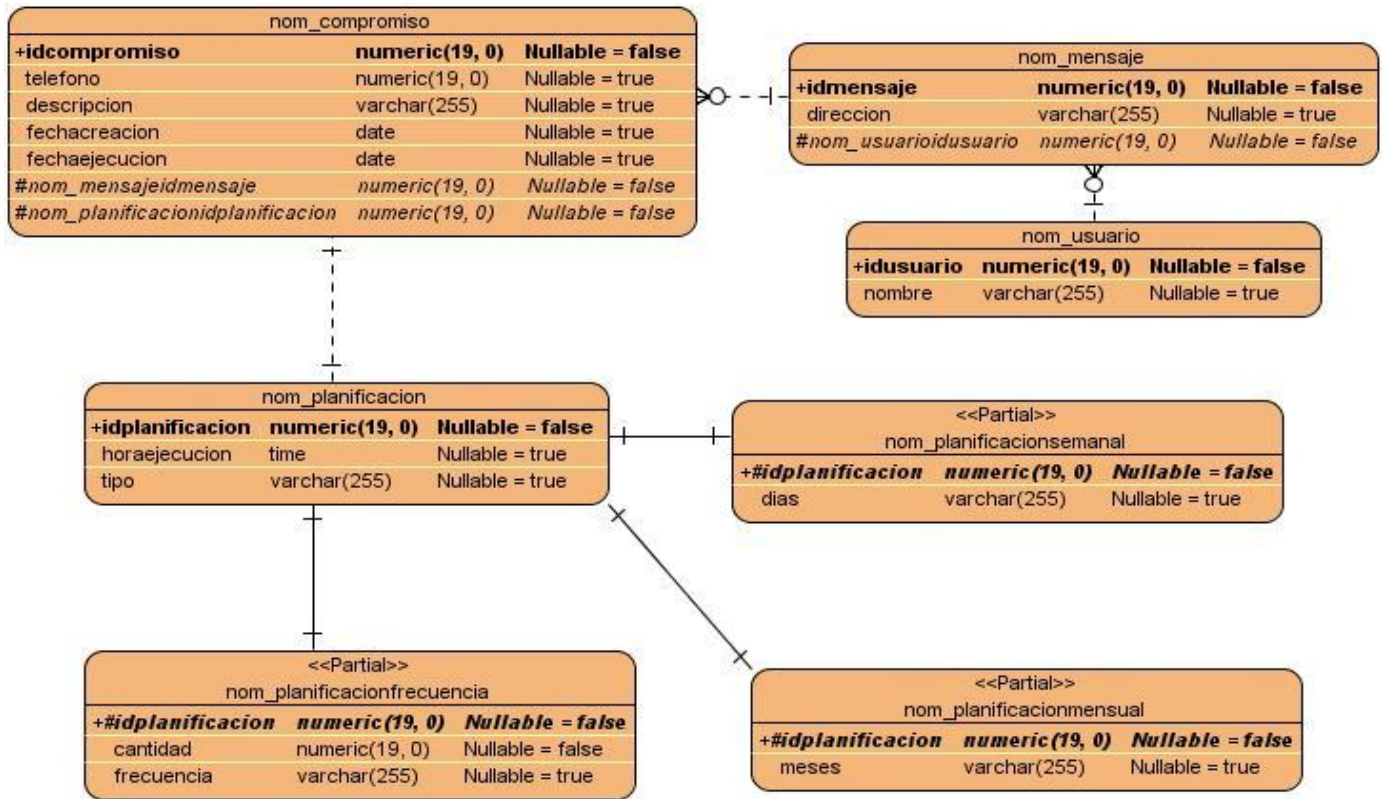 nom_compromiso
+idcompromiso numeric(19, 0) Nullable = false
telefono numeric(19, 0) Nullable = true
descripcion varchar(255) Nullable = true
fechacreacion date Nullable = true
fechaejecucion date Nullable = true
#nom_mensajeidmensaje numeric(19, 0) Nullable = false
#nom_planificacionidplanificacion numeric(19, 0) Nullable = false
nom_mensaje
+idmensaje numeric(19, 0) Nullable = false
direccion varchar(255) Nullable = true
#nom_usuarioidusuario numeric(19, 0) Nullable = false
nom_usuario
+idusuario numeric(19, 0) Nullable = false
nombre varchar(255) Nullable = true
nom_planificacion
+idplanificacion numeric(19, 0) Nullable = false
horaejecucion time Nullable = true
tipo varchar(255) Nullable = true
<<Partial>>
nom_planificacionsemanal
+#idplanificacion numeric(19, 0) Nullable = false
dias varchar(255) Nullable = true
<<Partial>>
nom_planificacionfrecuencia
+#idplanificacion numeric(19, 0) Nullable = false
cantidad numeric(19, 0) Nullable = false
frecuencia varchar(255) Nullable = true
<<Partial>>
nom_planificacionmensual
+#idplanificacion numeric(19, 0) Nullable = false
meses varchar(255) Nullable = true